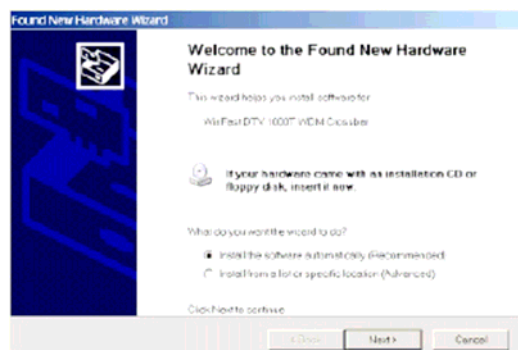 Found New Hardware Wizard
Welcome to the Found New Hardware
Wizard
This wizard helps you install software for:
WinFast DTV 1000T WDM Crossbar
If your hardware came with an installation CD or
floppy disk, insert it now.
What do you want the wizard to do?
Install the software automatically (Recommended)
Install from a list or specific location (Advanced)
Click Next to continue.
< Back
Next >
Cancel